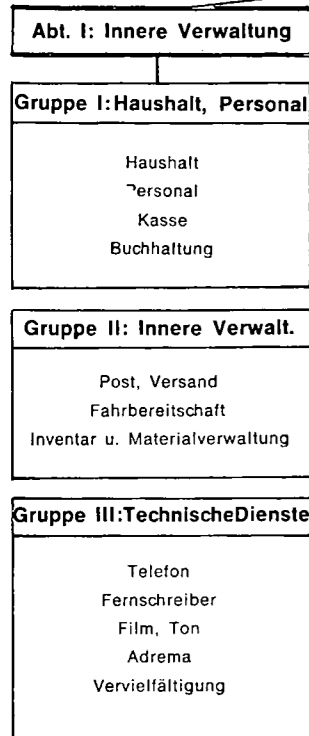 Abt. I: Innere Verwaltung
Gruppe I:Haushalt, Personal
Haushalt
Personal
Kasse
Buchhaltung
Gruppe II: Innere Verwalt.
Post, Versand
Fahrbereitschaft
Inventar u. Materialverwaltung
Gruppe III:TechnischeDienste
Telefon
Fernschreiber
Film, Ton
Adrema
Vervielfältigung